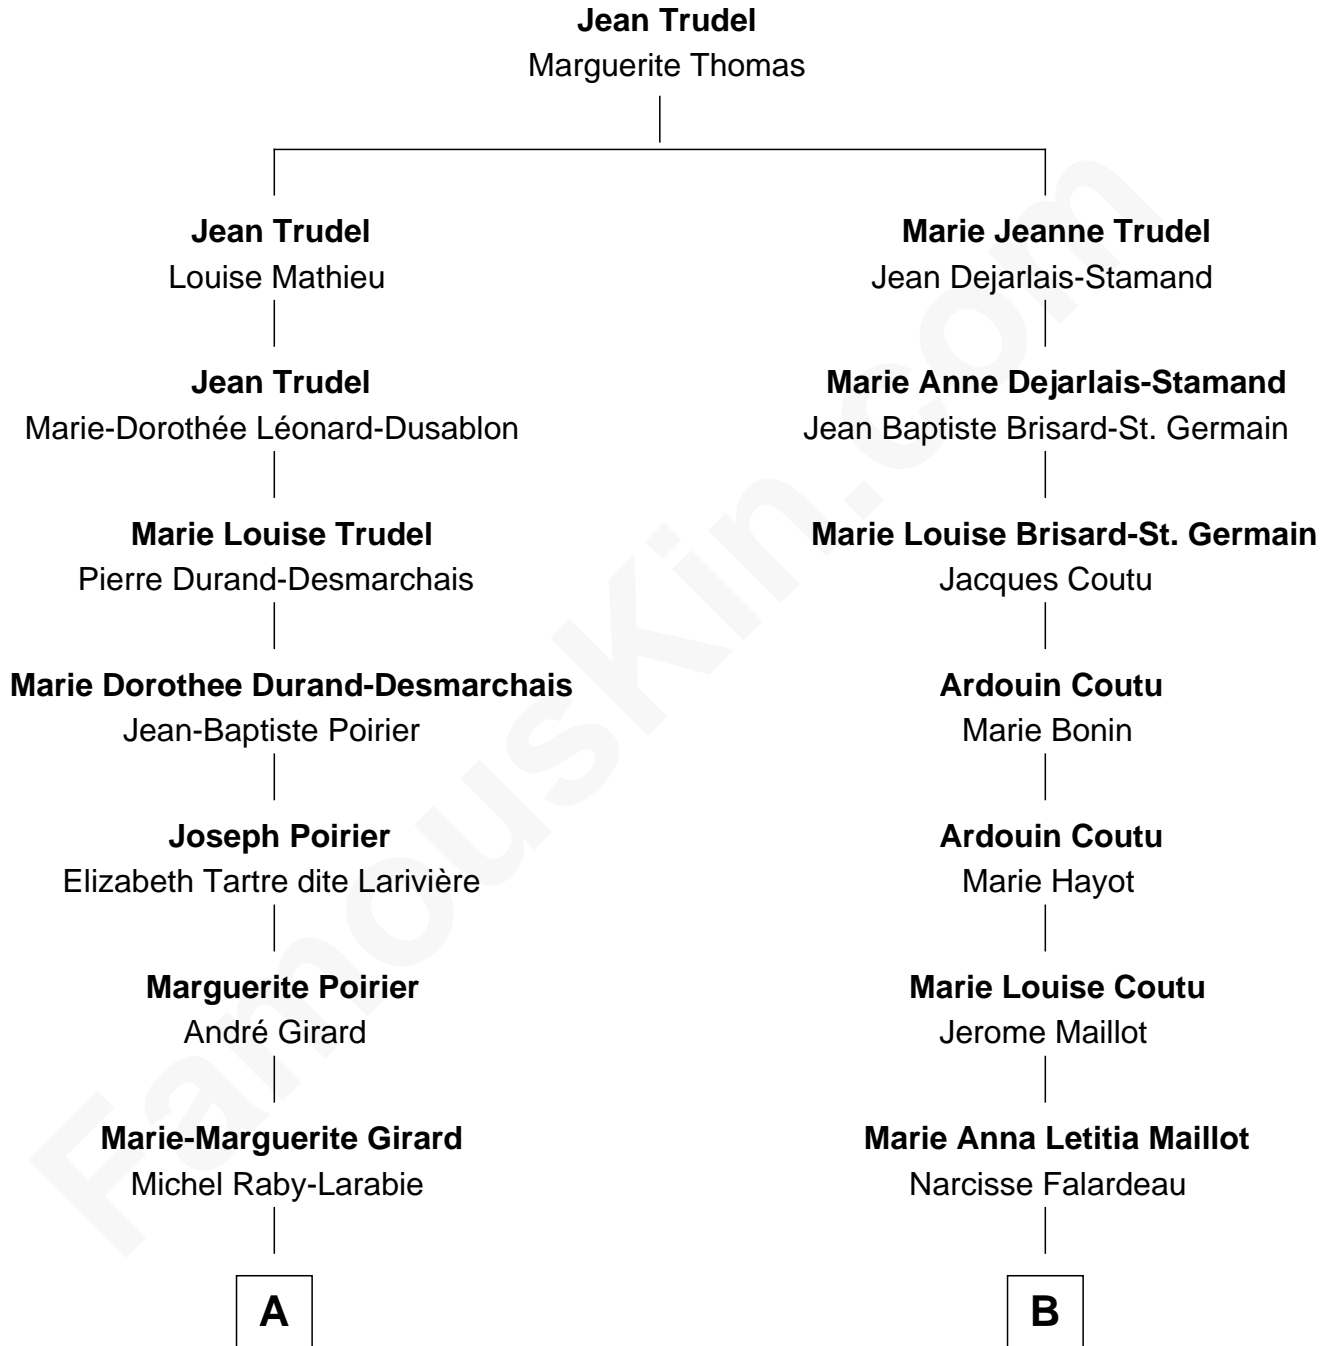 Jean Trudel
Marguerite Thomas
Jean Trudel
Louise Mathieu
Marie Jeanne Trudel
Jean Dejarlais-Stamand
Jean Trudel
Marie-Dorothée Léonard-Dusablon
Marie Anne Dejarlais-Stamand
Jean Baptiste Brisard-St. Germain
Marie Louise Trudel
Pierre Durand-Desmarchais
Marie Louise Brisard-St. Germain
Jacques Coutu
Marie Dorothee Durand-Desmarchais
Jean-Baptiste Poirier
Ardouin Coutu
Marie Bonin
Joseph Poirier
Elizabeth Tartre dite Larivière
Ardouin Coutu
Marie Hayot
Marguerite Poirier
André Girard
Marie Louise Coutu
Jerome Maillot
Marie-Marguerite Girard
Michel Raby-Larabie
Marie Anna Letitia Maillot
Narcisse Falardeau
A
B
FamousKin.com